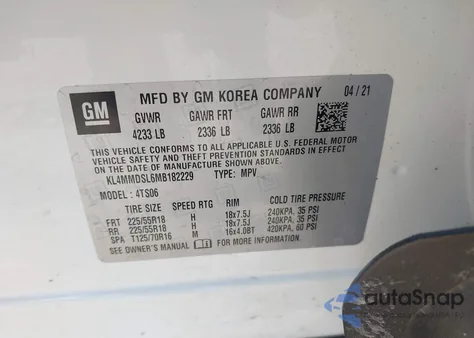 GM
MFD BY GM KOREA COMPANY 04 / 21
GVWR GAWR FRT GAWR RR
4233 LB 2336 LB 2336 LB
THIS VEHICLE CONFORMS TO ALL APPLICABLE U.S. FEDERAL MOTOR
VEHICLE SAFETY, BUMPER, AND THEFT PREVENTION STANDARDS IN EFFECT
ON THE DATE OF MANUFACTURE SHOWN ABOVE.
KL4MMDSL6MB182229 TYPE: MPV
MODEL: 4TS06
SPEED RTG RIM COLD TIRE PRESSURE
FRT 225/55R18 H 18x7.5J 240KPA, 35 PSI
RR 225/55R18 H 18x7.5J 240KPA, 35 PSI
SPA T125/70R16 M 16x4.0BT 420KPA, 60 PSI
SEE OWNER'S MANUAL FOR ADDITIONAL INFORMATION.
autoSnap